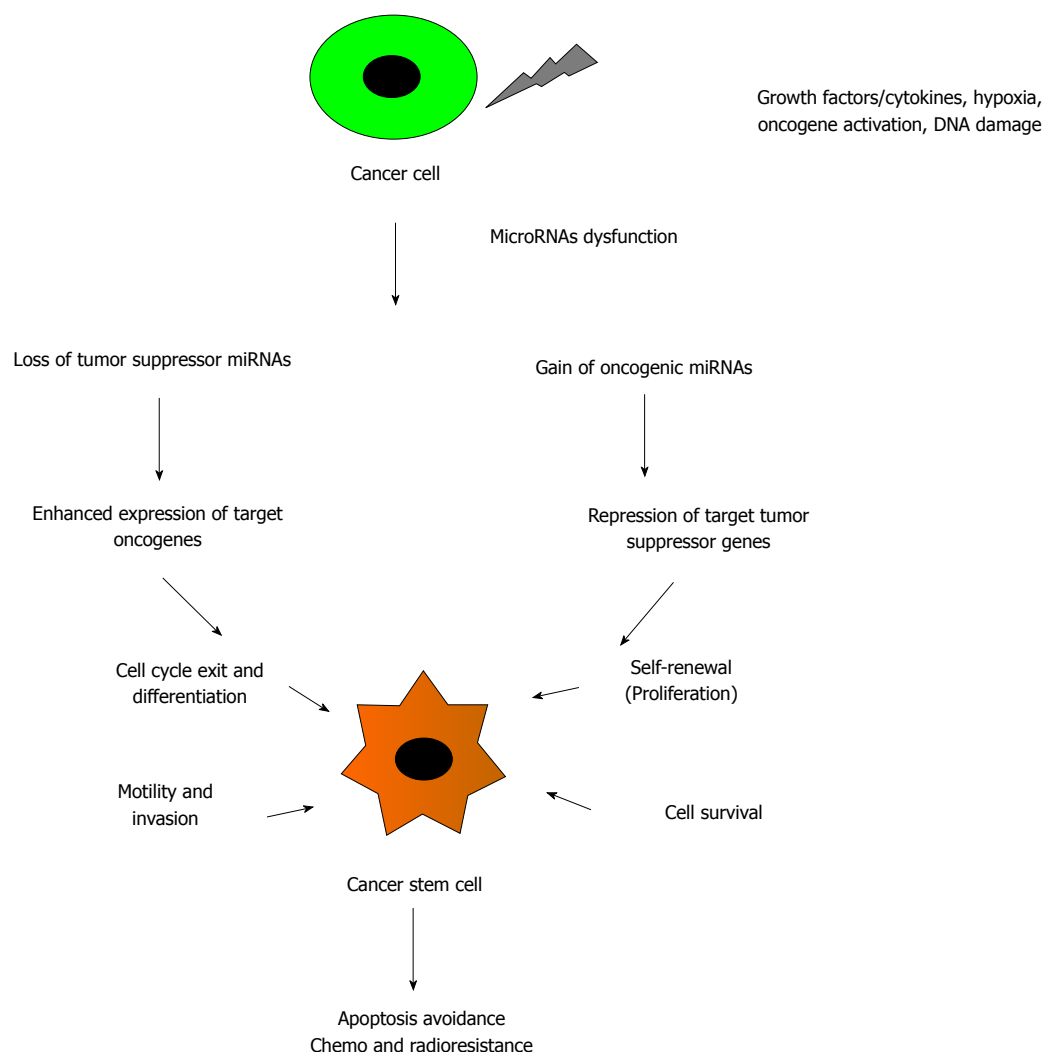 Growth factors/cytokines, hypoxia,
oncogene activation, DNA damage
Cancer cell
MicroRNAs dysfunction
Loss of tumor suppressor miRNAs
Gain of oncogenic miRNAs
Enhanced expression of target
oncogenes
Repression of target tumor
suppressor genes
Cell cycle exit and
differentiation
Self-renewal
(Proliferation)
Motility and
invasion
Cell survival
Cancer stem cell
Apoptosis avoidance
Chemo and radioresistance